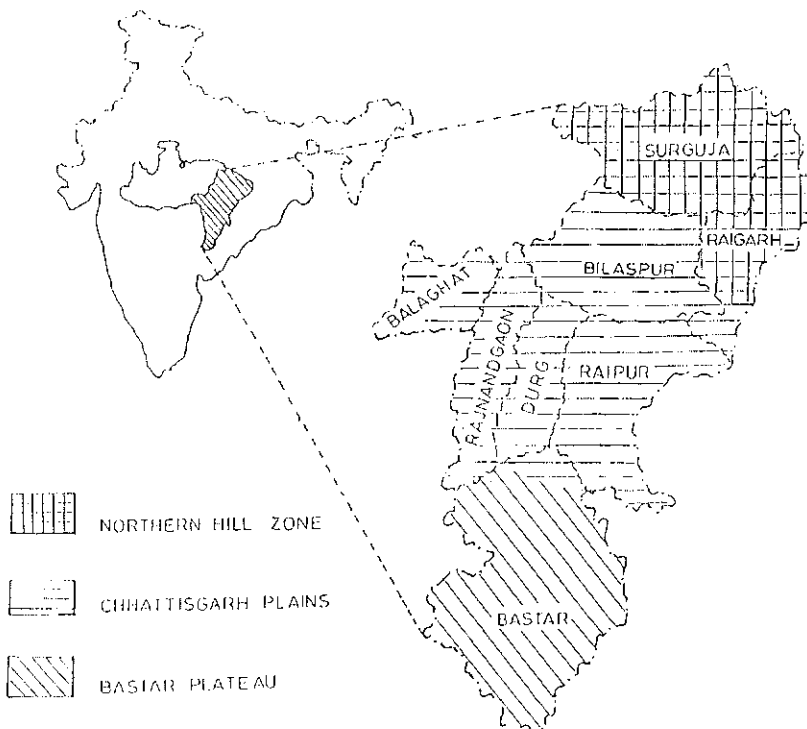 SURGUJA
RAIGARH
BILASPUR
BALAGHAT
RAJNANDGAON
DURG
RAIPUR
BASTAR
NORTHERN HILL ZONE
CHHATTISGARH PLAINS
BASTAR PLATEAU